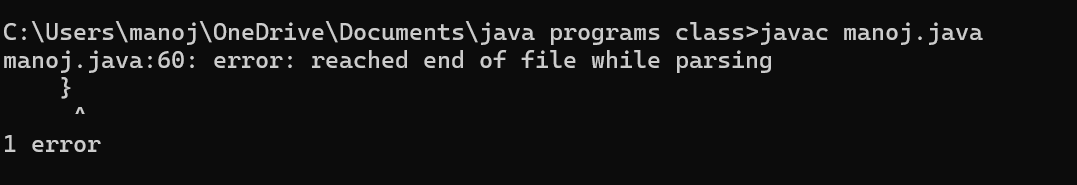 C:\Users\manoj\OneDrive\Documents\java programs class>javac manoj.java
manoj.java:60: error: reached end of file while parsing
    }
     ^
1 error